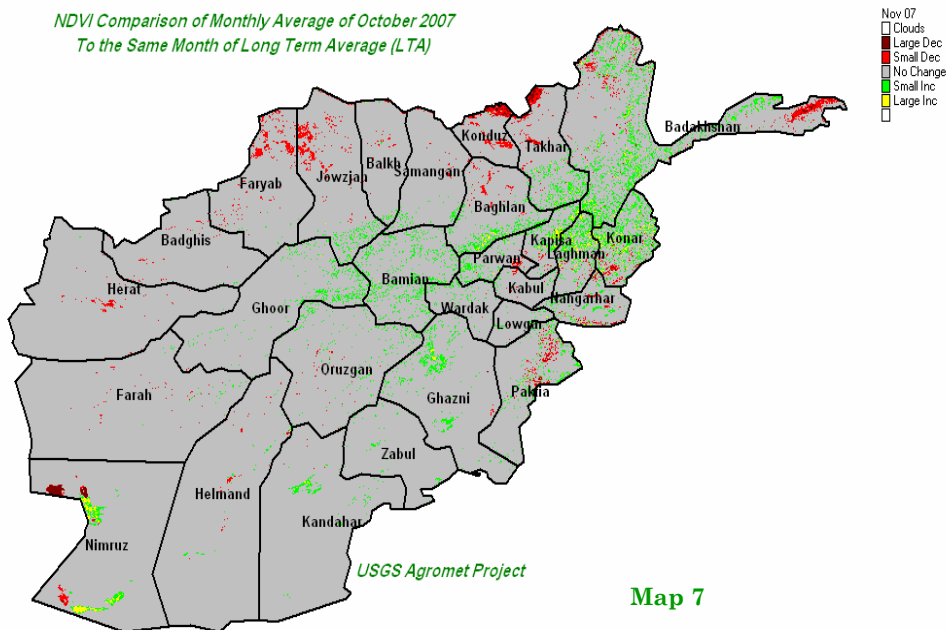 NDVI Comparison of Monthly Average of October 2007
To the Same Month of Long Term Average (LTA)
Nov 07
Clouds
Large Dec
Small Dec
No Change
Small Inc
Large Inc
Badakhshan
Konduz
Takhar
Balkh
Samangan
Jowzjan
Faryab
Baghlan
Badghis
Kapisa
Konar
Laghman
Parwan
Bamian
Herat
Kabul
Nangarhar
Ghoor
Wardak
Lowgar
Oruzgan
Paktia
Farah
Ghazni
Zabul
Helmand
Kandahar
Nimruz
USGS Agromet Project
Map 7